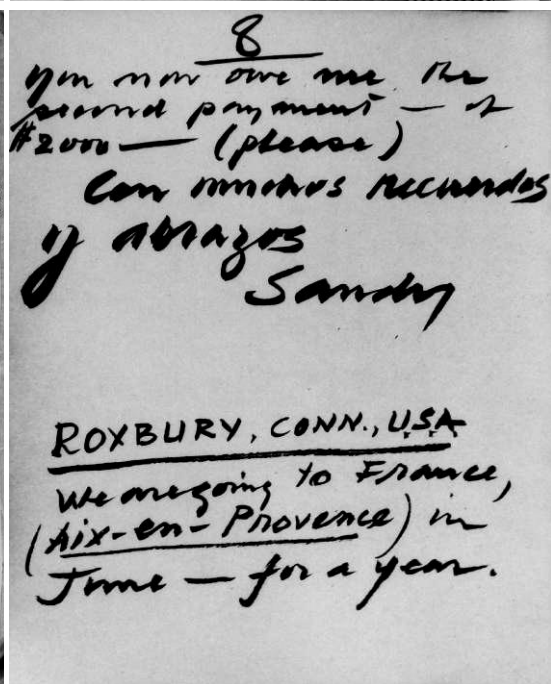 8
you now owe me the
second payment — of
$2000 — (please)
Con muchos recuerdos
y abrazos
Sandy
ROXBURY, CONN., U.S.A
We are going to France,
(Aix-en-Provence) in
June — for a year.